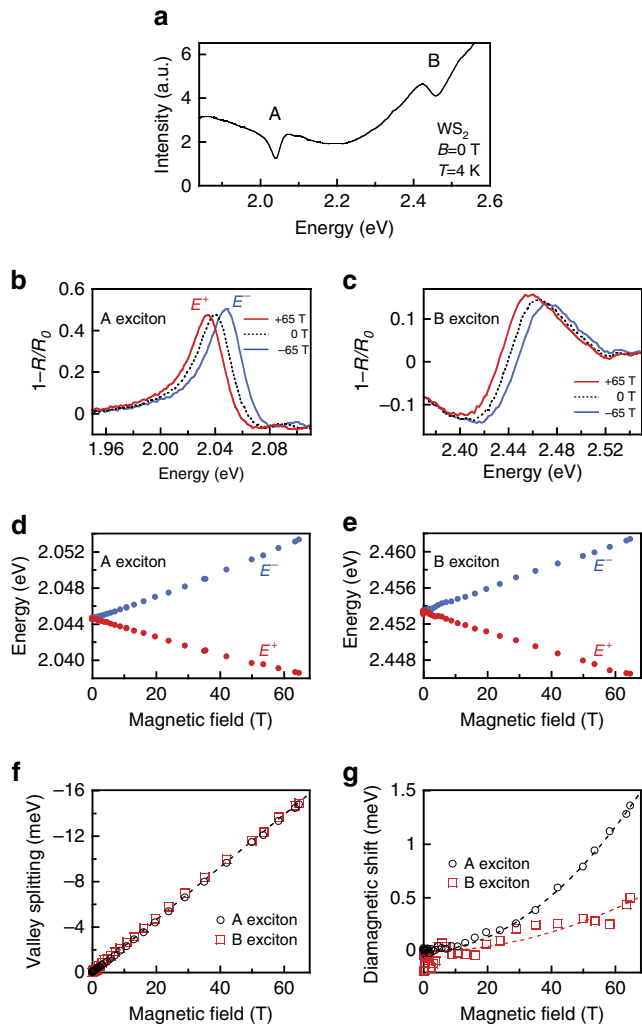 a
6
4
2
0
Intensity (a.u.)
A
B
WS2
B=0 T
T=4 K
2.0
2.2
2.4
2.6
Energy (eV)
b
0.6
0.4
0.2
0
1–R/R0
A exciton
E+
E−
+65 T
0 T
−65 T
1.96
2.00
2.04
2.08
Energy (eV)
c
0.1
0
−0.1
1–R/R0
B exciton
+65 T
0 T
−65 T
2.40
2.44
2.48
2.52
Energy (eV)
d
2.052
2.044
2.040
Energy (eV)
A exciton
E−
E+
0
20
40
60
Magnetic field (T)
e
2.460
2.452
2.448
Energy (eV)
B exciton
E−
E+
0
20
40
60
Magnetic field (T)
f
−16
−12
−8
−4
0
Valley splitting (meV)
A exciton
B exciton
0
20
40
60
Magnetic field (T)
g
1.5
1
0.5
0
Diamagnetic shift (meV)
A exciton
B exciton
0
20
40
60
Magnetic field (T)